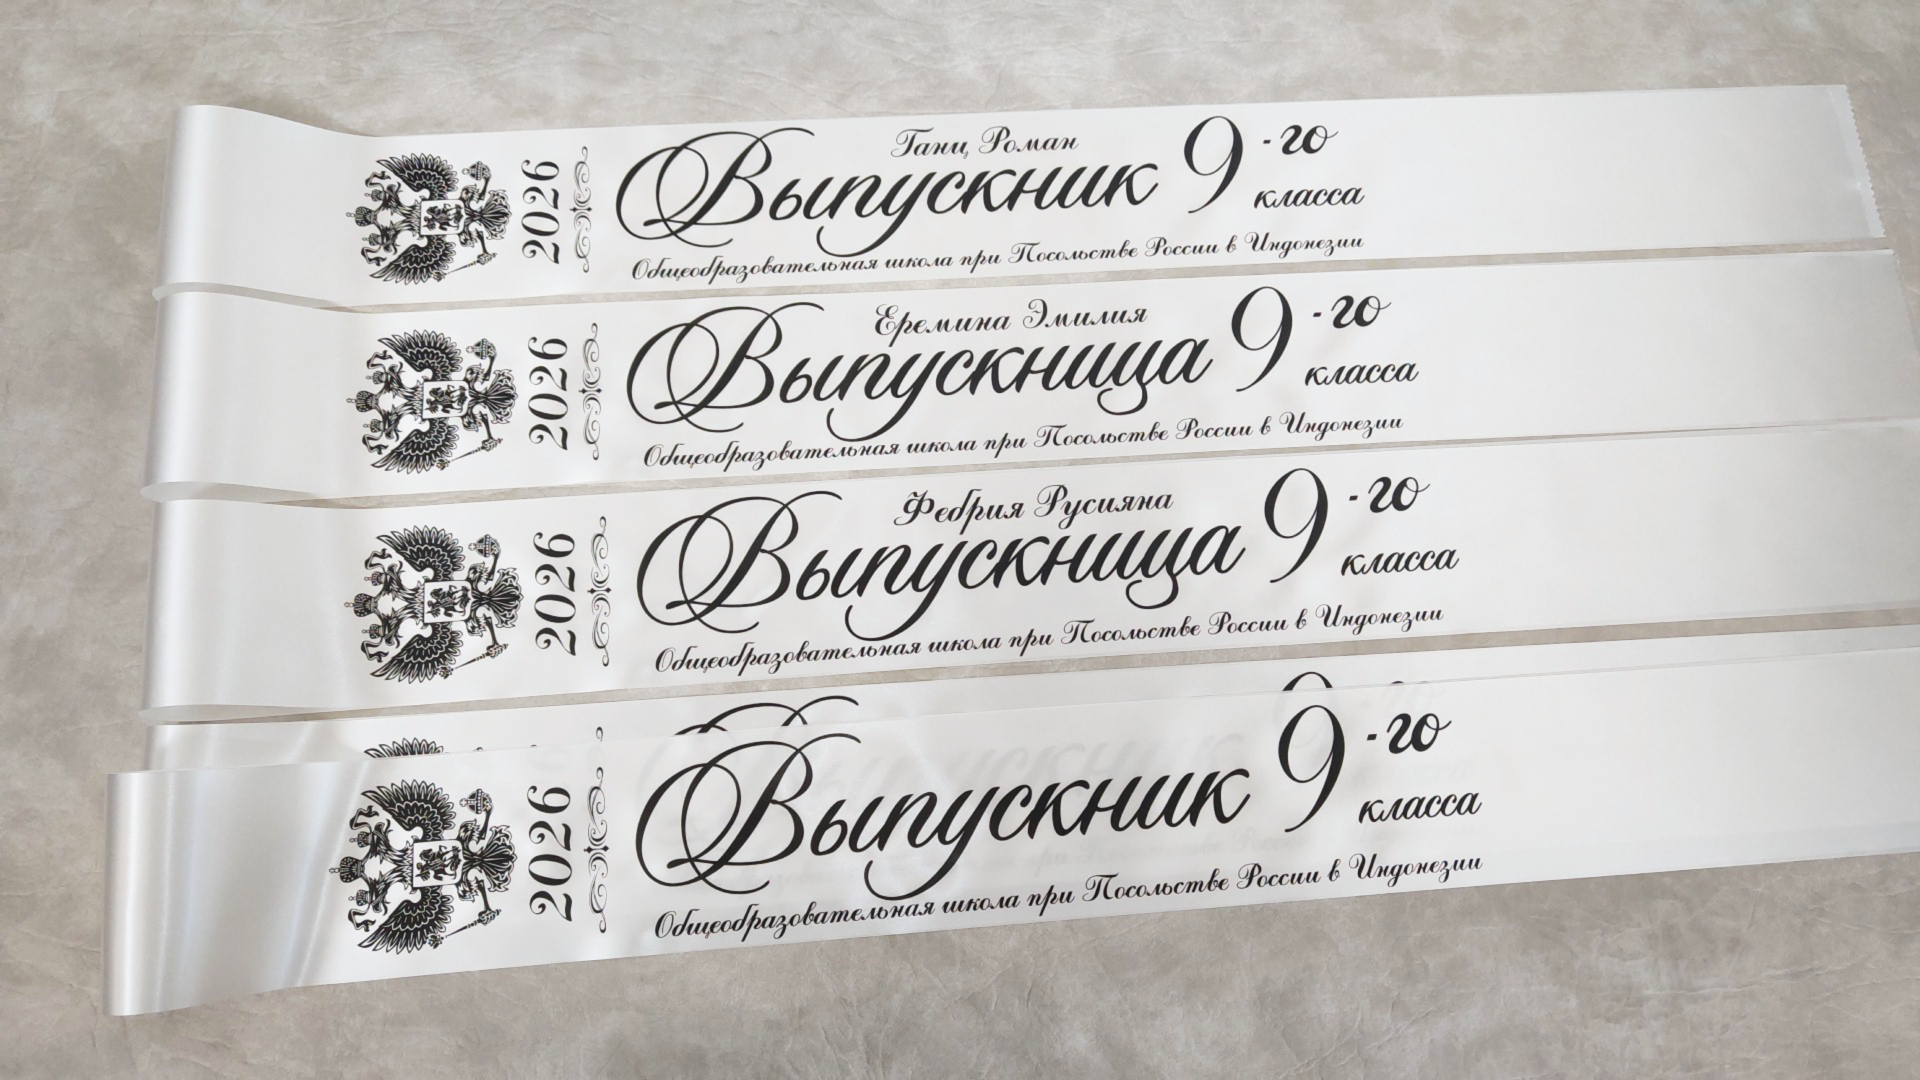 2026
Ганц Роман
Выпускник 9-го
класса
Общеобразовательная школа при Посольстве России в Индонезии
2026
Еремина Эмилия
Выпускница 9-го
класса
Общеобразовательная школа при Посольстве России в Индонезии
2026
Фебрия Русияна
Выпускница 9-го
класса
Общеобразовательная школа при Посольстве России в Индонезии
2026
Выпускник 9-го
класса
Общеобразовательная школа при Посольстве России в Индонезии